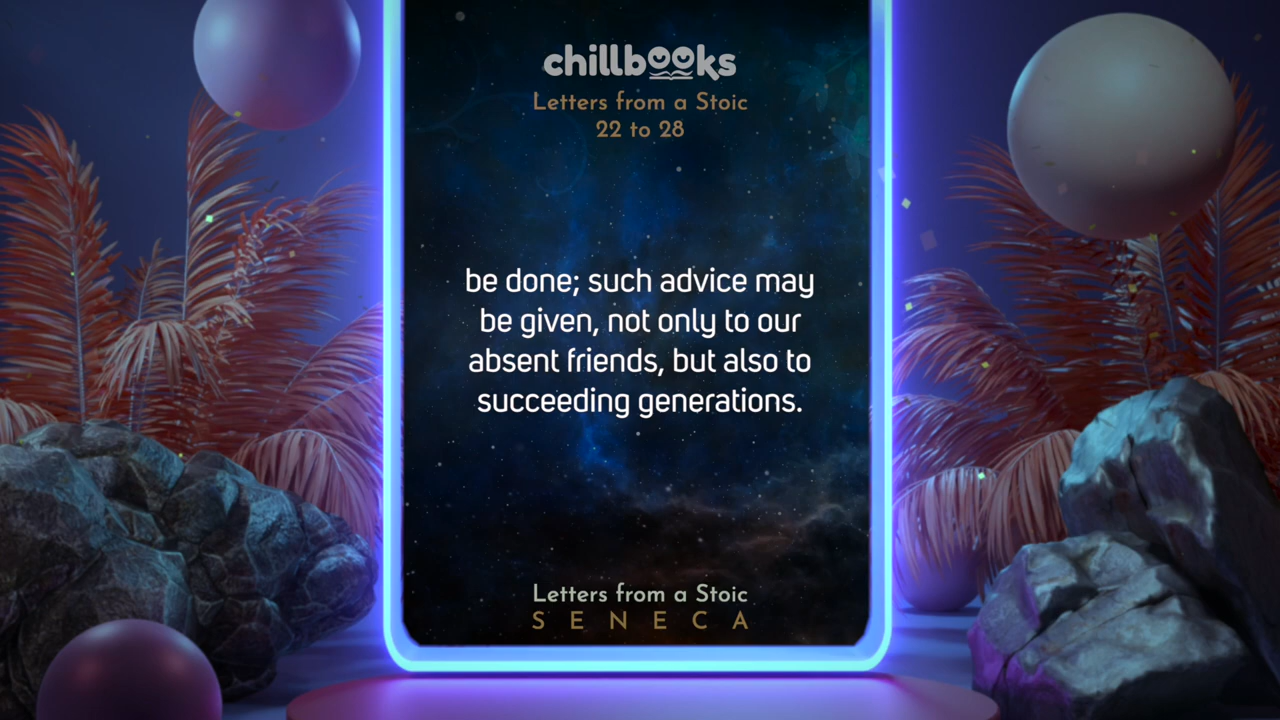 chillbooks
Letters from a Stoic
22 to 28
be done; such advice may
be given, not only to our
absent friends, but also to
succeeding generations.
Letters from a Stoic
SENECA